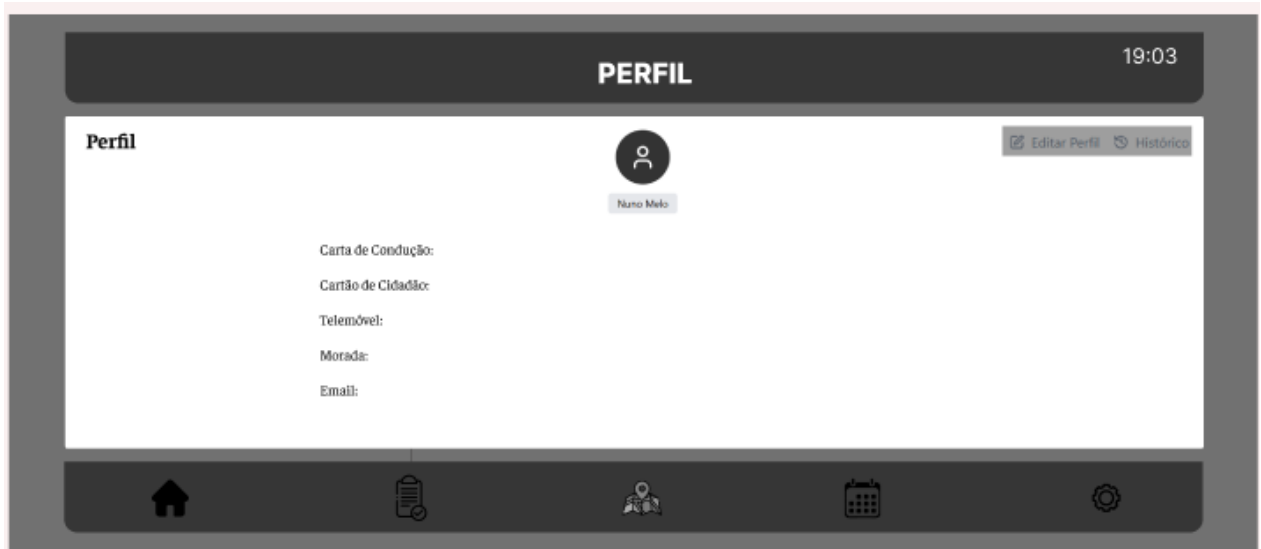 PERFIL
19:03
Perfil
Editar Perfil Histórico
Nuno Melo
Carta de Condução:
Cartão de Cidadão:
Telemóvel:
Morada:
Email: